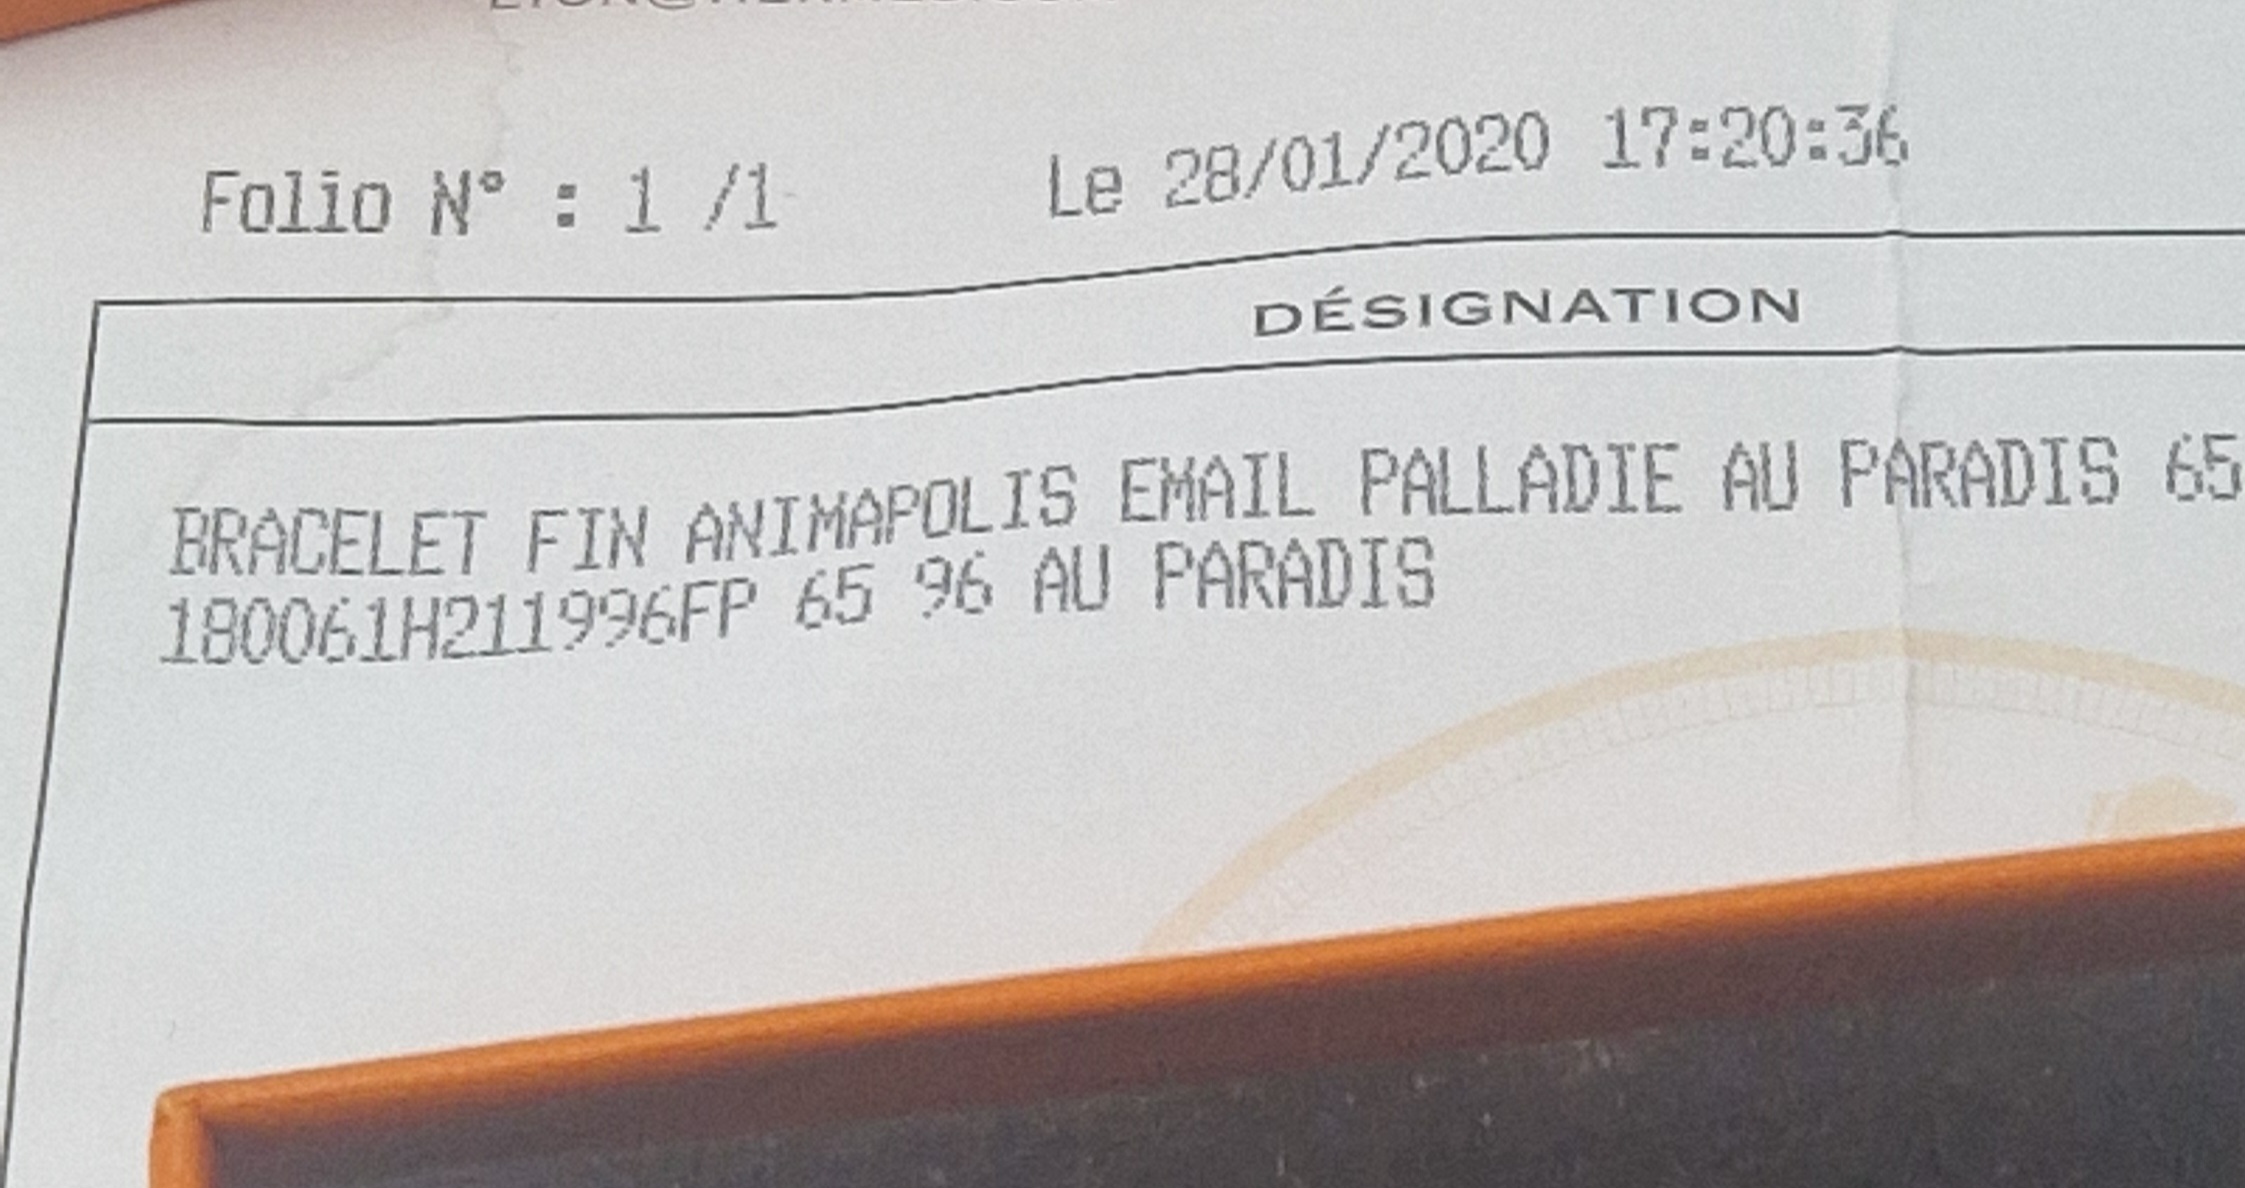 Folio N° : 1 /1 Le 28/01/2020 17:20:36
DÉSIGNATION
BRACELET FIN ANIMAPOLIS EMAIL PALLADIE AU PARADIS 65
180061H211996FP 65 96 AU PARADIS